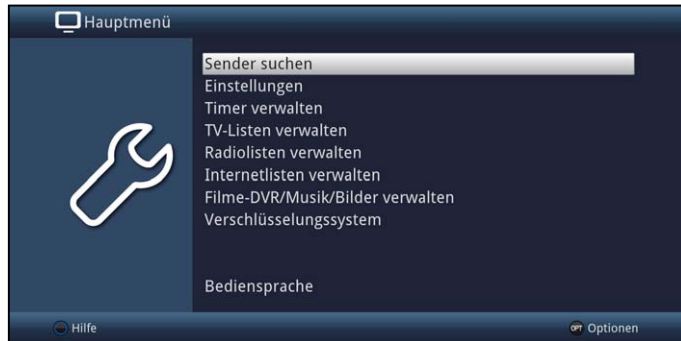 Hauptmenü
Sender suchen
Einstellungen
Timer verwalten
TV-Listen verwalten
Radiolisten verwalten
Internetlisten verwalten
Filme-DVR/Musik/Bilder verwalten
Verschlüsselungssystem
Bediensprache
Hilfe
OPT Optionen